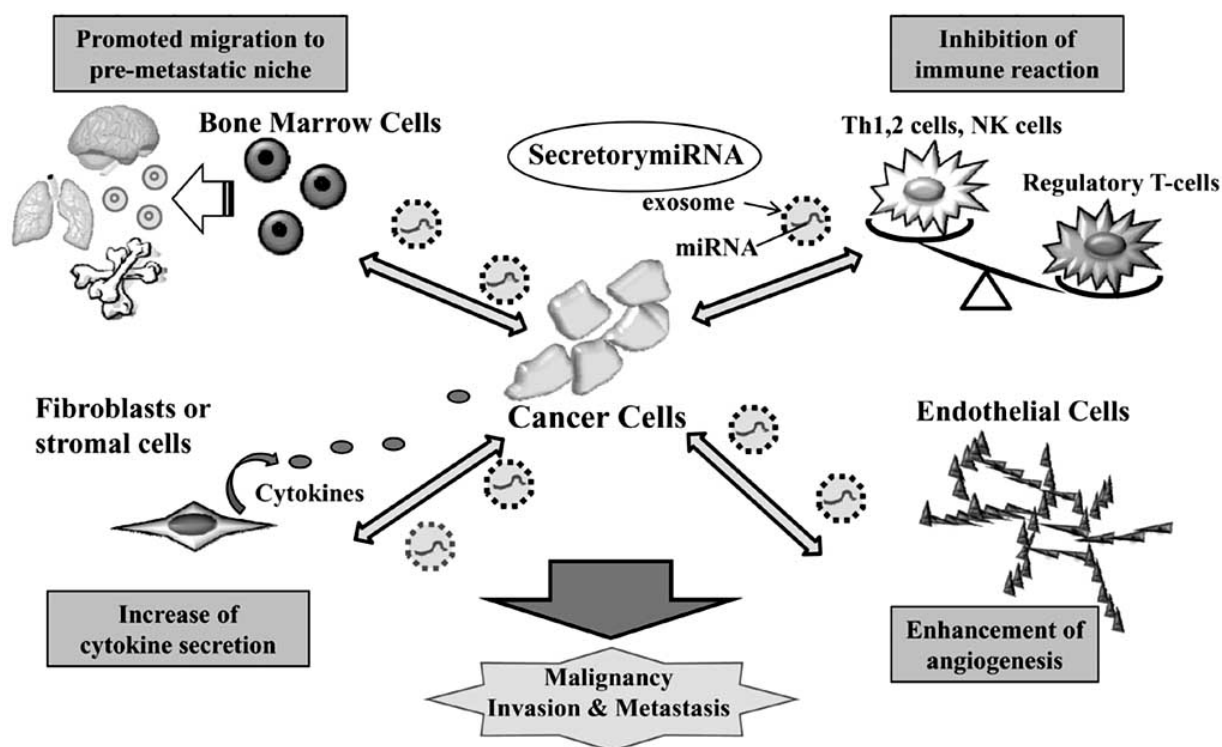 Promoted migration to
pre-metastatic niche
Bone Marrow Cells
SecretorymiRNA
exosome
miRNA
Inhibition of
immune reaction
Th1,2 cells, NK cells
Regulatory T-cells
Cancer Cells
Fibroblasts or
stromal cells
Cytokines
Increase of
cytokine secretion
Endothelial Cells
Enhancement of
angiogenesis
Malignancy
Invasion & Metastasis